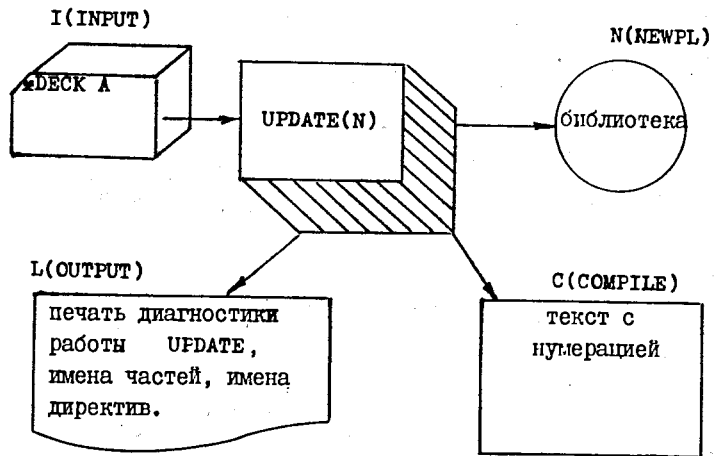 I(INPUT)
N(NEWPL)
*DECK A
UPDATE(N)
библиотека
L(OUTPUT)
C(COMPILE)
печать диагностики
работы UPDATE,
имена частей, имена
директив.
текст с
нумерацией